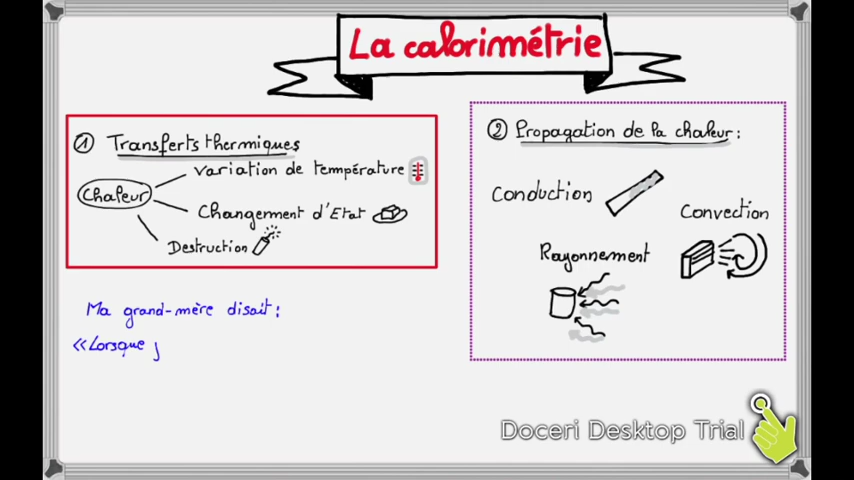 La calorimétrie
① Transferts thermiques
Chaleur
Variation de température
Changement d'Etat
Destruction
Ma grand-mère disait :
«Lorsque j
② Propagation de la chaleur :
Conduction
Convection
Rayonnement
Doceri Desktop Trial